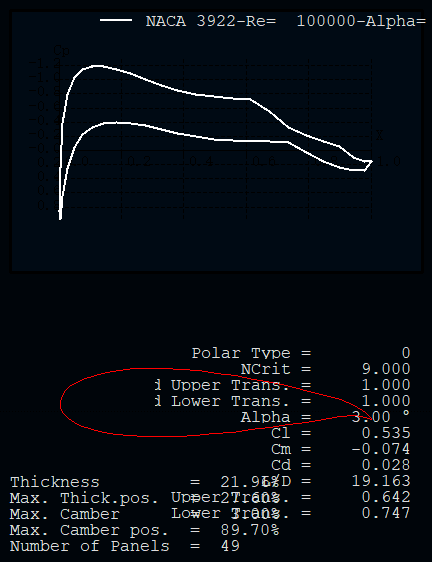 NACA 3922-Re=  100000-Alpha=
Polar Type = 0
NCrit = 9.000
d Upper Trans. = 1.000
d Lower Trans. = 1.000
Alpha = 3.00 °
Cl = 0.535
Cm = -0.074
Cd = 0.028
L/D = 19.163
Upper Trans. = 0.642
Lower Trans. = 0.747
Thickness = 21.96%
Max. Thick.pos. = 27.60%
Max. Camber = 3.60%
Max. Camber pos. = 89.70%
Number of Panels = 49